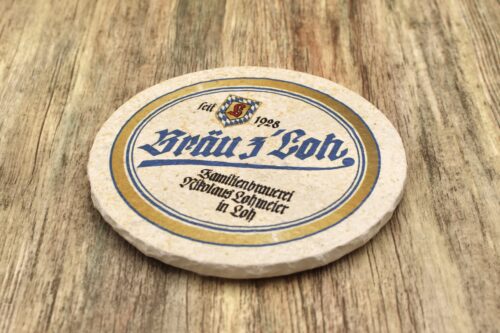 seit 1928
Bräu z'Loh
Familienbrauerei
Nikolaus Lohmeier
in Loh